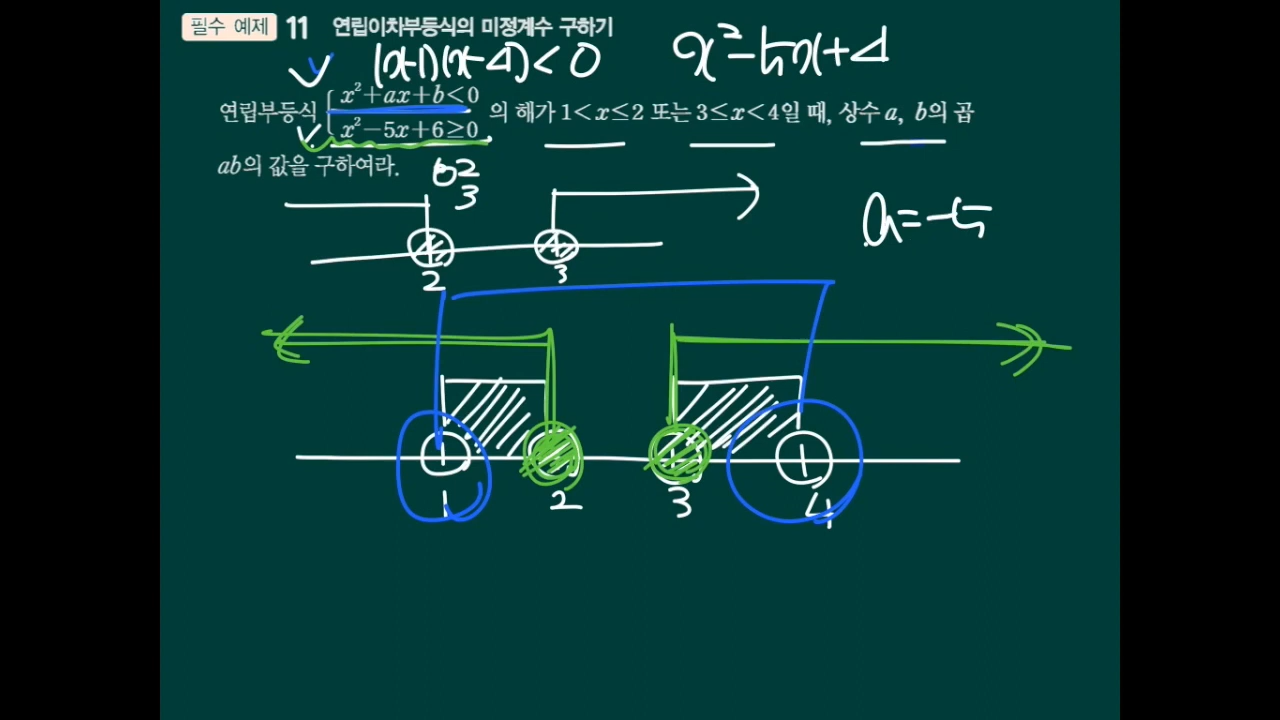 필수 예제 11 연립이차부등식의 미정계수 구하기
(x-1)(x-4)<0 x²-5x+4
연립부등식 { x²+ax+b<0
x²-5x+6≥0 의 해가 1<x≤2 또는 3≤x<4일 때, 상수 a, b의 곱
ab의 값을 구하여라.
2
3
a=-5
2 3
1 2 3 4